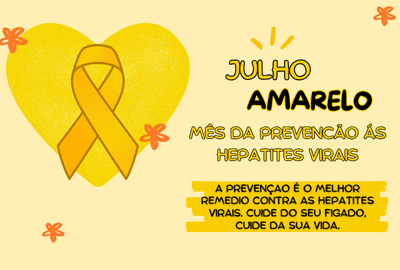 JULHO
AMARELO
MÊS DA PREVENCÃO ÁS
HEPATITES VIRAIS
A PREVENÇAO É O MELHOR
REMEDIO CONTRA AS HEPATITES
VIRAIS. CUIDE DO SEU FIGADO,
CUIDE DA SUA VIDA.